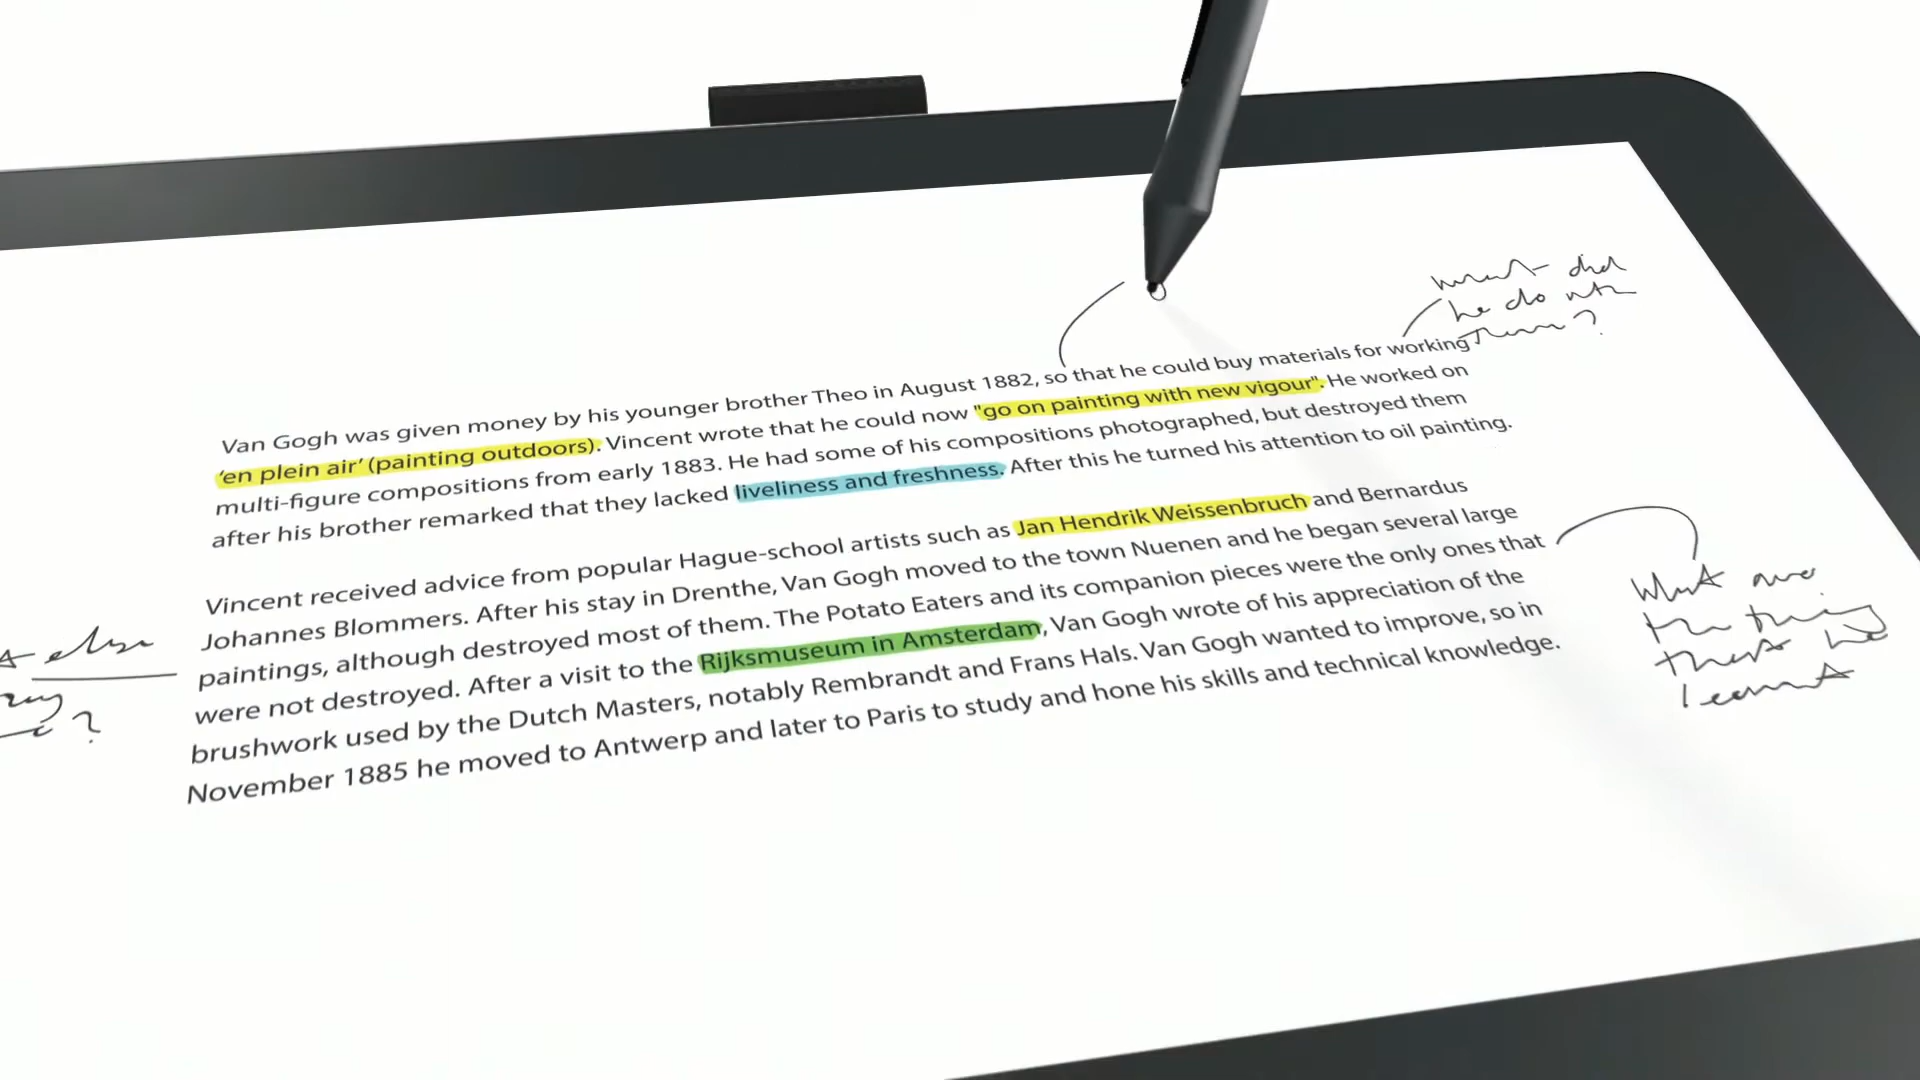 what did
he do with
them?
Van Gogh was given money by his younger brother Theo in August 1882, so that he could buy materials for working
'en plein air' (painting outdoors). Vincent wrote that he could now "go on painting with new vigour". He worked on
multi-figure compositions from early 1883. He had some of his compositions photographed, but destroyed them
after his brother remarked that they lacked liveliness and freshness. After this he turned his attention to oil painting.
Vincent received advice from popular Hague-school artists such as Jan Hendrik Weissenbruch and Bernardus
Johannes Blommers. After his stay in Drenthe, Van Gogh moved to the town Nuenen and he began several large
paintings, although destroyed most of them. The Potato Eaters and its companion pieces were the only ones that
were not destroyed. After a visit to the Rijksmuseum in Amsterdam, Van Gogh wrote of his appreciation of the
brushwork used by the Dutch Masters, notably Rembrandt and Frans Hals. Van Gogh wanted to improve, so in
November 1885 he moved to Antwerp and later to Paris to study and hone his skills and technical knowledge.
What are
the things
that he
learnt
else
?